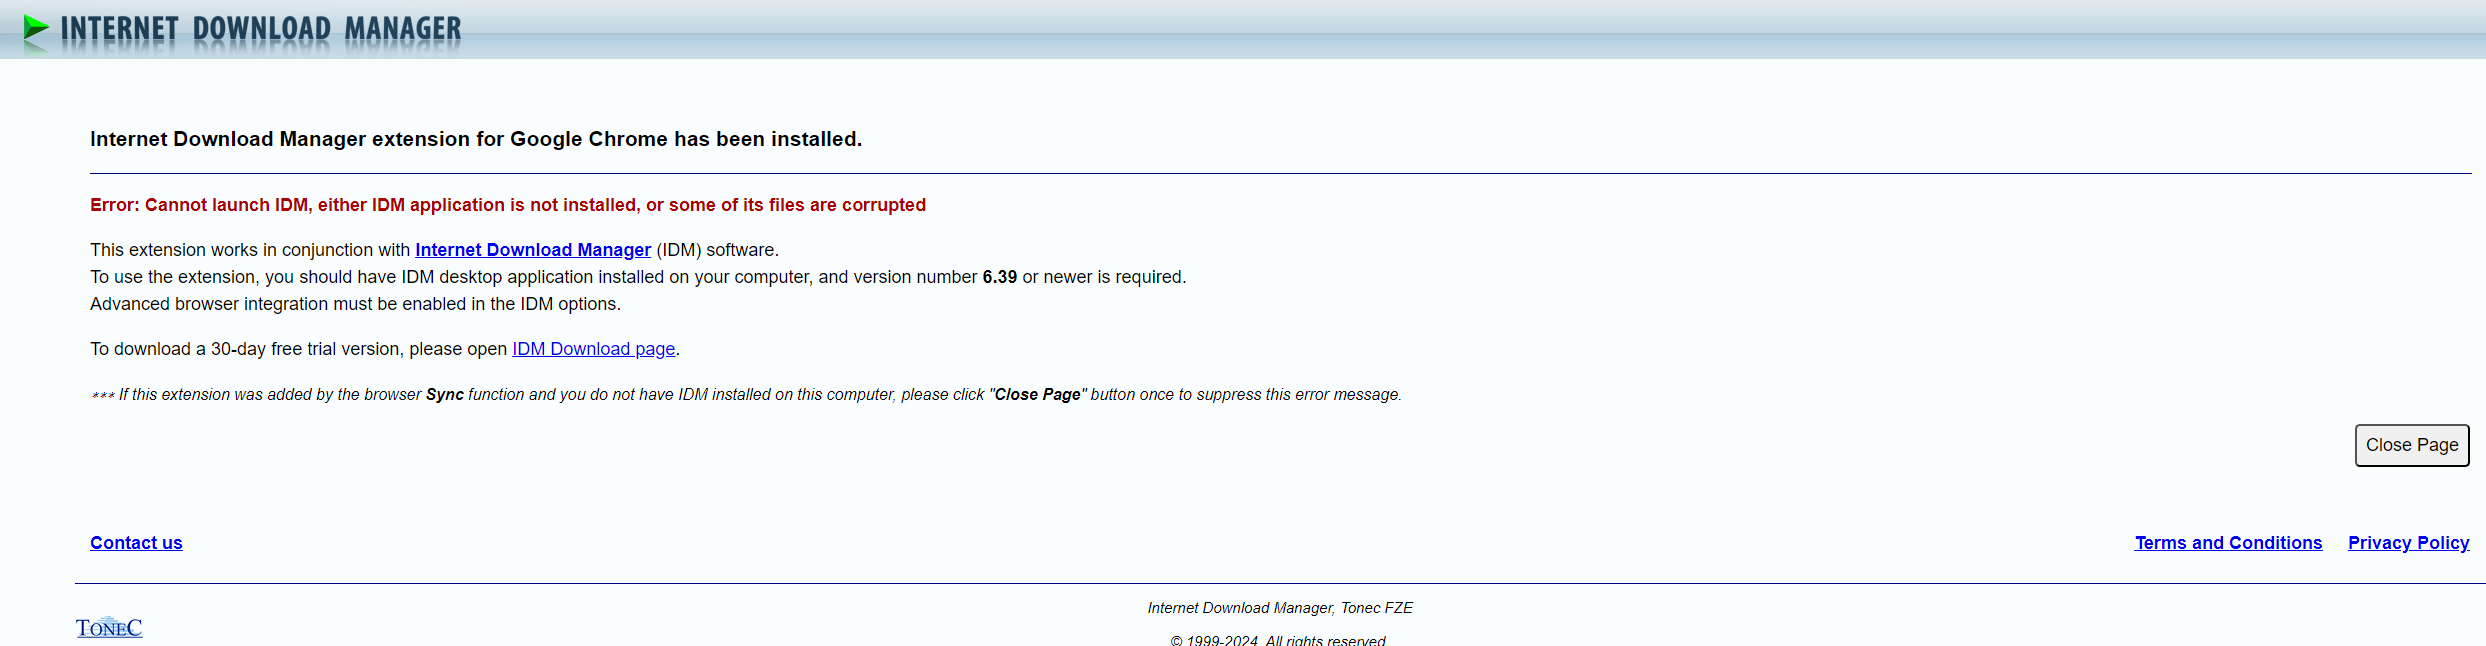 INTERNET DOWNLOAD MANAGER
Internet Download Manager extension for Google Chrome has been installed.
Error: Cannot launch IDM, either IDM application is not installed, or some of its files are corrupted
This extension works in conjunction with Internet Download Manager (IDM) software.
To use the extension, you should have IDM desktop application installed on your computer, and version number 6.39 or newer is required.
Advanced browser integration must be enabled in the IDM options.
To download a 30-day free trial version, please open IDM Download page.
*** If this extension was added by the browser Sync function and you do not have IDM installed on this computer, please click "Close Page" button once to suppress this error message.
Close Page
Contact us
Terms and Conditions Privacy Policy
Internet Download Manager, Tonec FZE
TONEC
© 1999-2024. All rights reserved